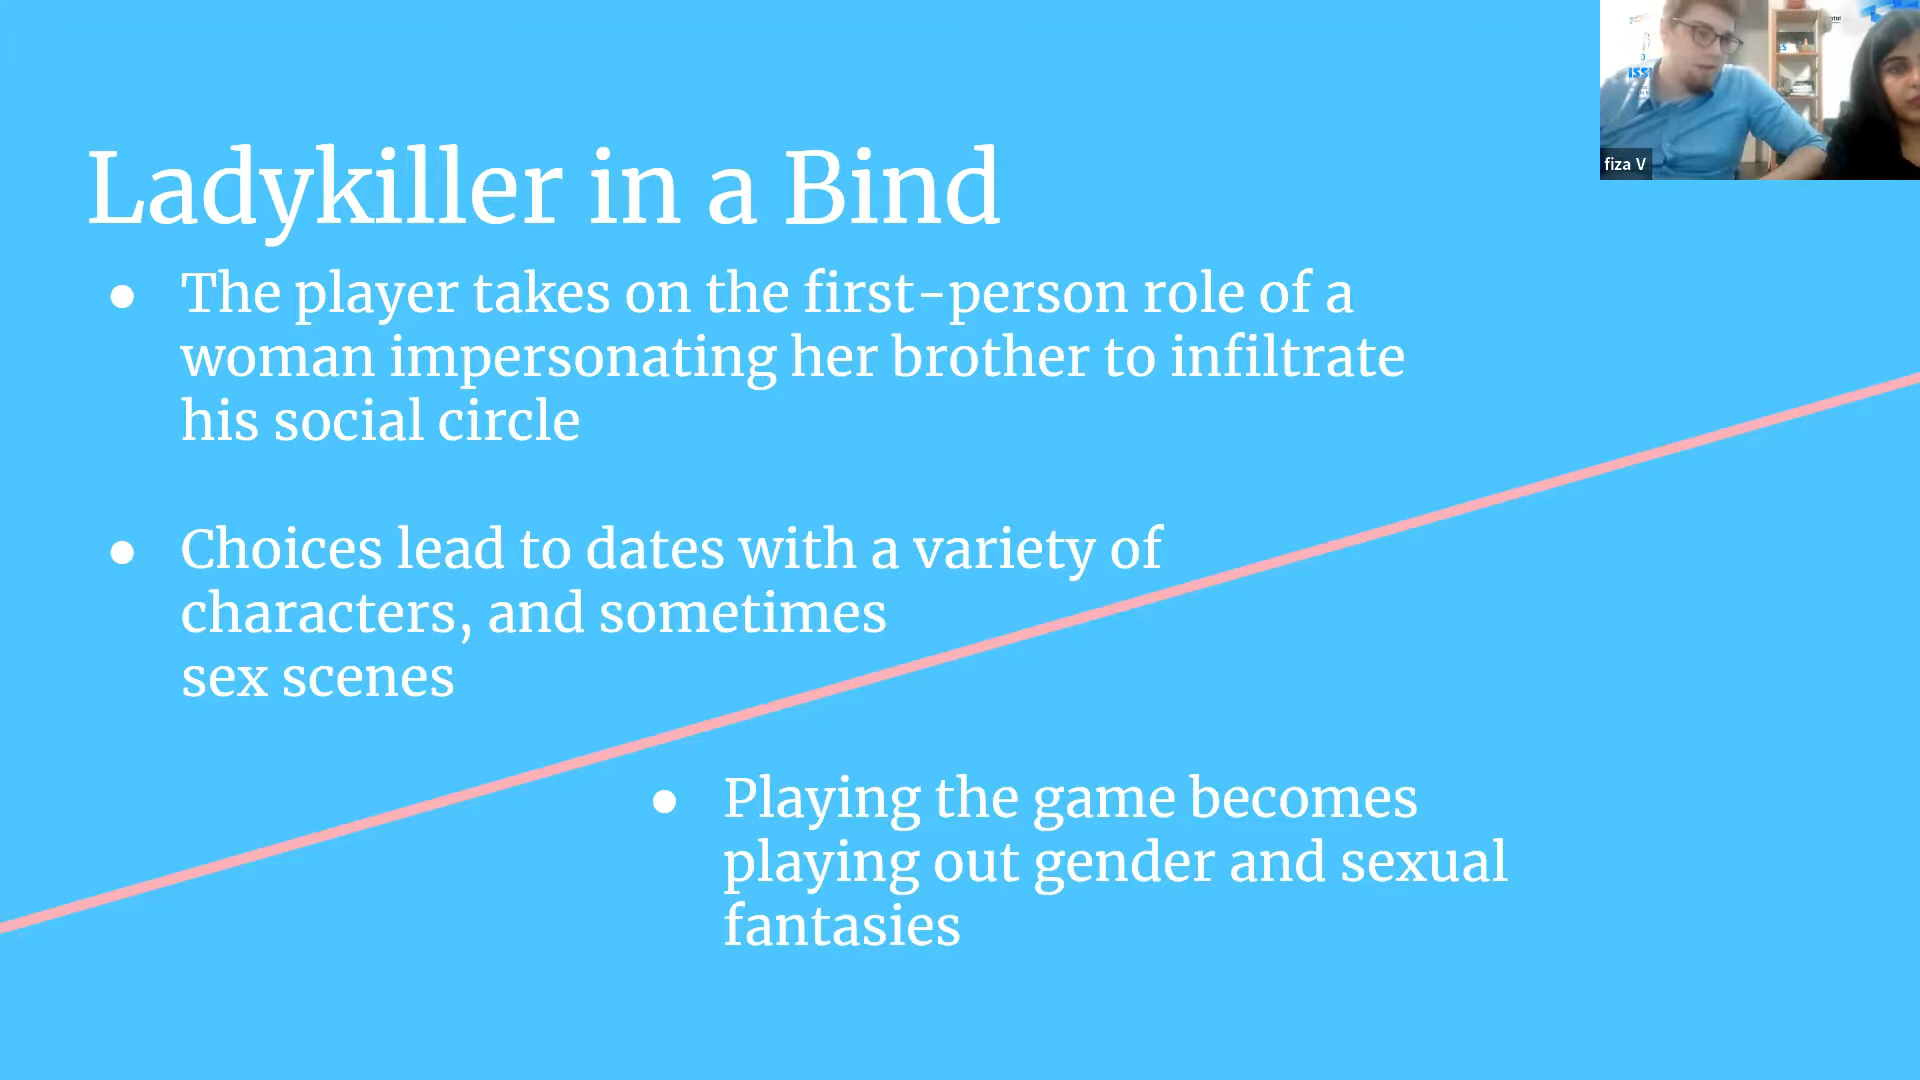 Ladykiller in a Bind
● The player takes on the first-person role of a
woman impersonating her brother to infiltrate
his social circle
● Choices lead to dates with a variety of
characters, and sometimes
sex scenes
● Playing the game becomes
playing out gender and sexual
fantasies
fiza V